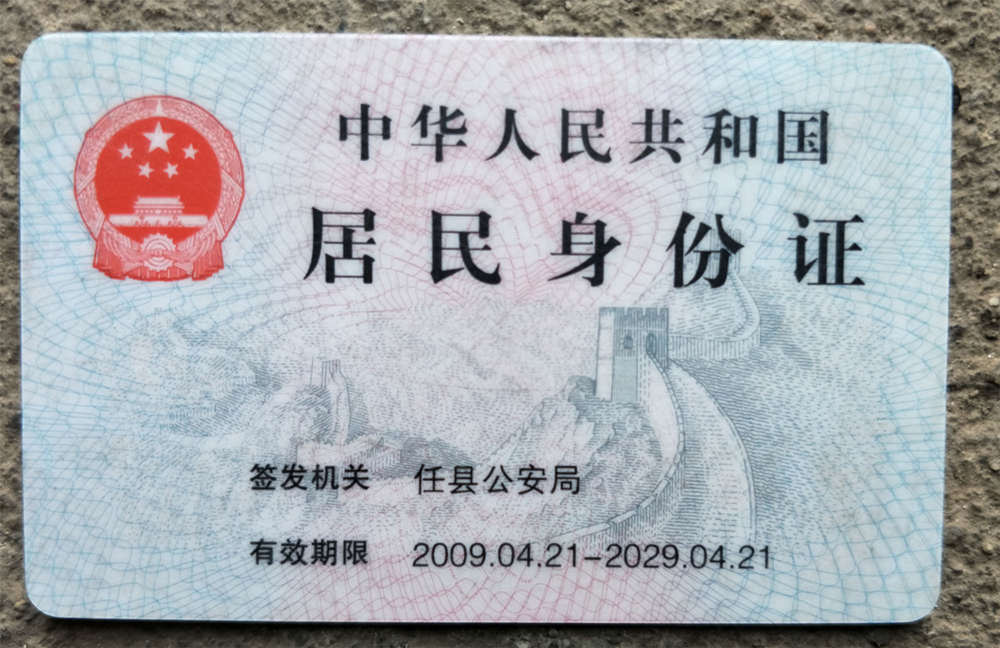 中华人民共和国
居民身份证
签发机关 任县公安局
有效期限 2009.04.21-2029.04.21